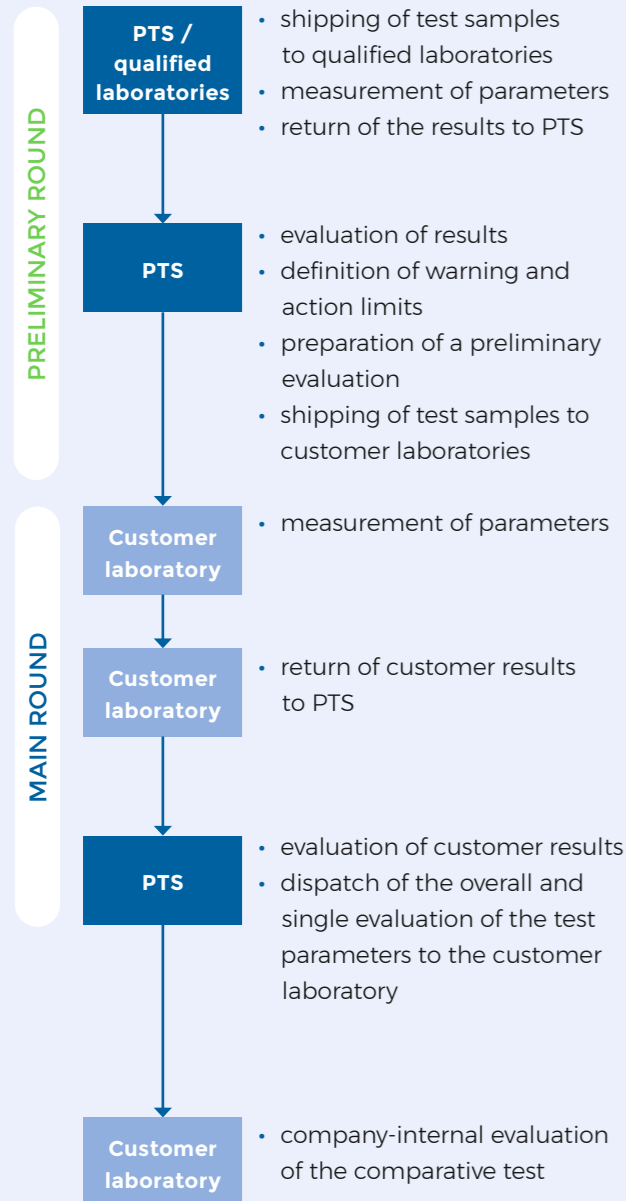 PRELIMINARY ROUND
PTS /
qualified
laboratories
• shipping of test samples
to qualified laboratories
• measurement of parameters
• return of the results to PTS
PTS
• evaluation of results
• definition of warning and
action limits
• preparation of a preliminary
evaluation
• shipping of test samples to
customer laboratories
MAIN ROUND
Customer
laboratory
• measurement of parameters
Customer
laboratory
• return of customer results
to PTS
PTS
• evaluation of customer results
• dispatch of the overall and
single evaluation of the test
parameters to the customer
laboratory
Customer
laboratory
• company-internal evaluation
of the comparative test